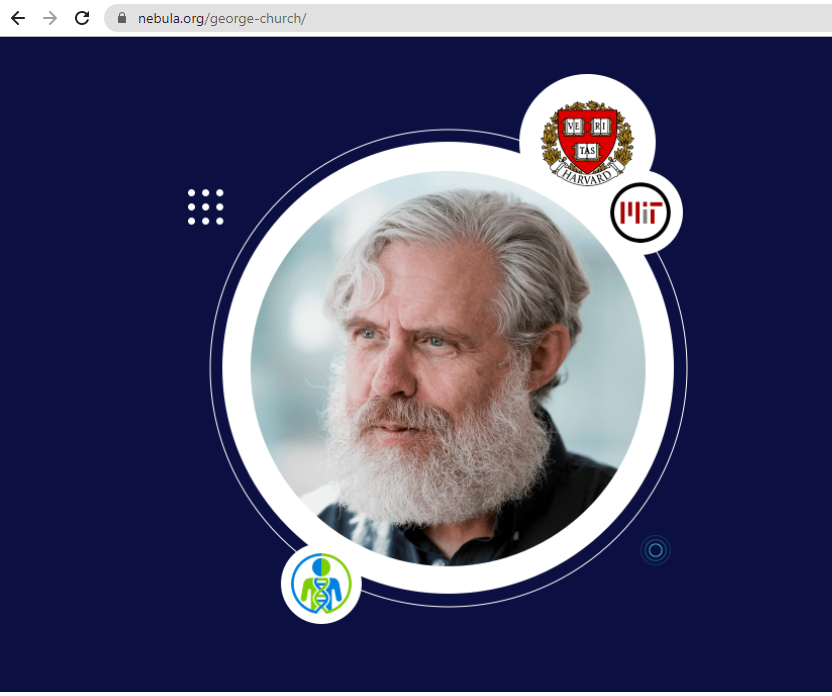 nebula.org/george-church/
VE RI
TAS
HARVARD
MiT